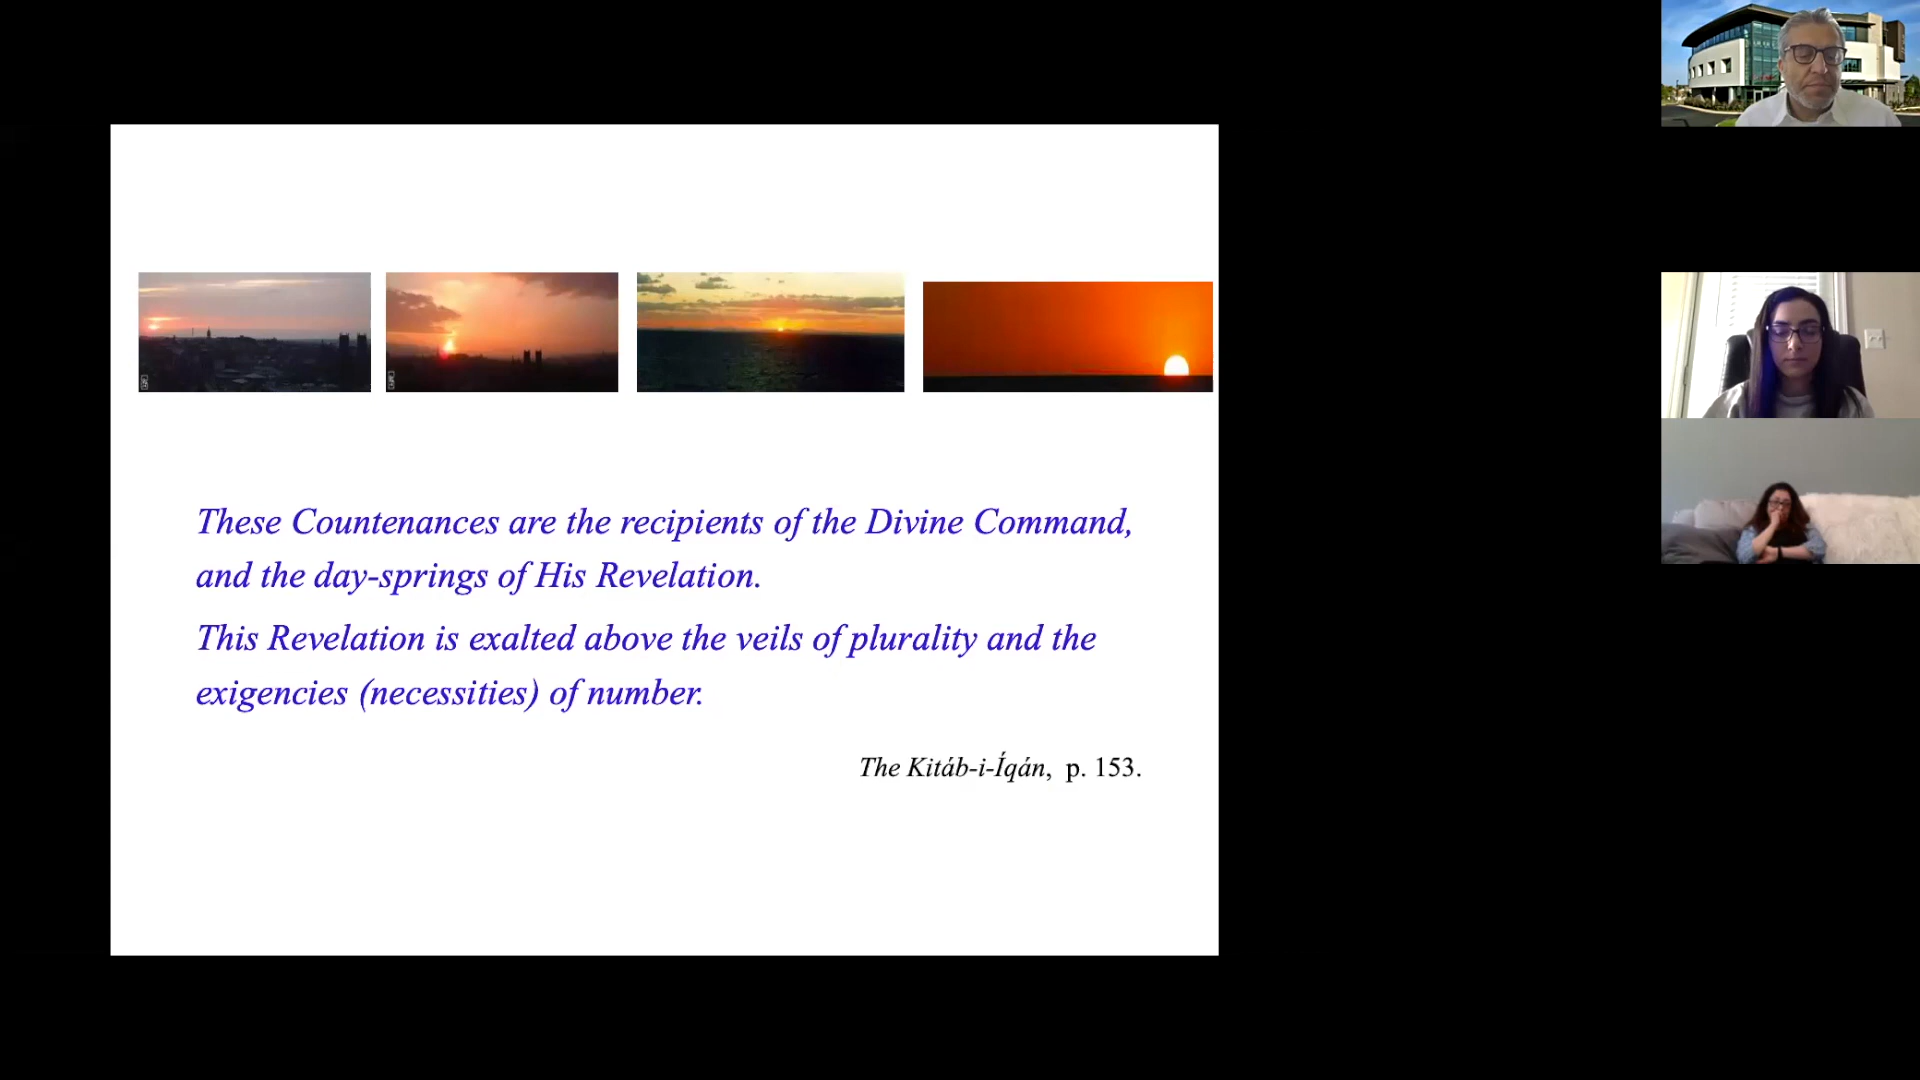 These Countenances are the recipients of the Divine Command,
and the day-springs of His Revelation.
This Revelation is exalted above the veils of plurality and the
exigencies (necessities) of number.
The Kitáb-i-Íqán, p. 153.